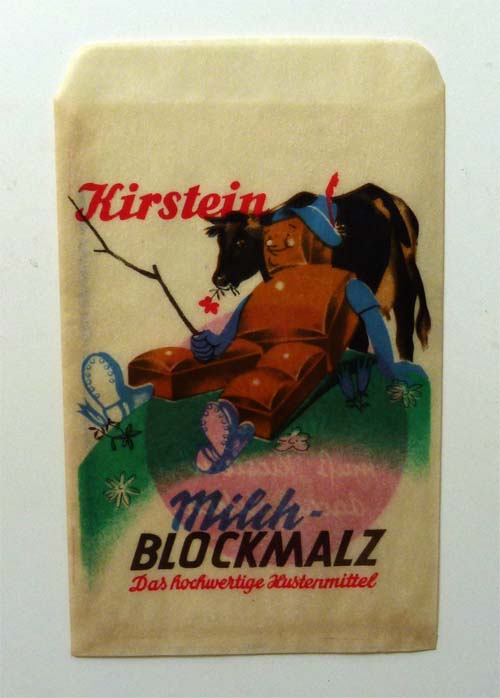 Kirstein
Milch-
BLOCKMALZ
Das hochwertige Hustenmittel